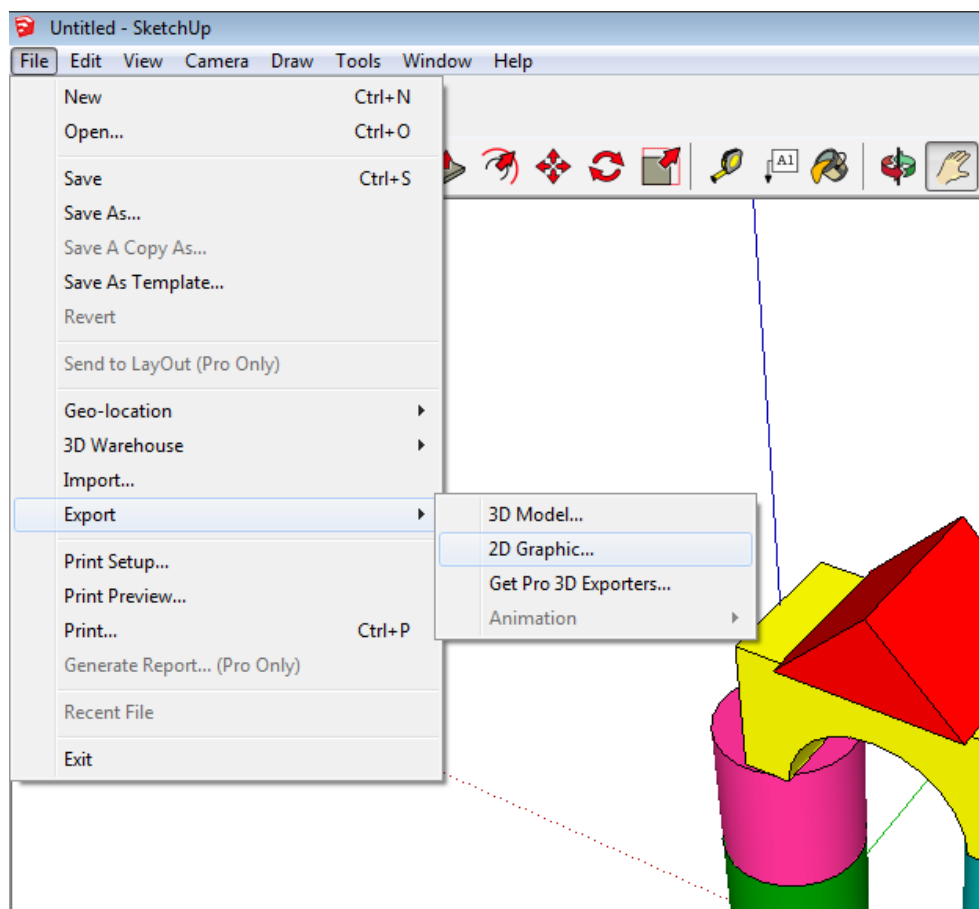 Untitled - SketchUp
File Edit View Camera Draw Tools Window Help
New Ctrl+N
Open... Ctrl+O
Save Ctrl+S
Save As...
Save A Copy As...
Save As Template...
Revert
Send to LayOut (Pro Only)
Geo-location
3D Warehouse
Import...
Export
Print Setup...
Print Preview...
Print... Ctrl+P
Generate Report... (Pro Only)
Recent File
Exit
3D Model...
2D Graphic...
Get Pro 3D Exporters...
Animation
A1